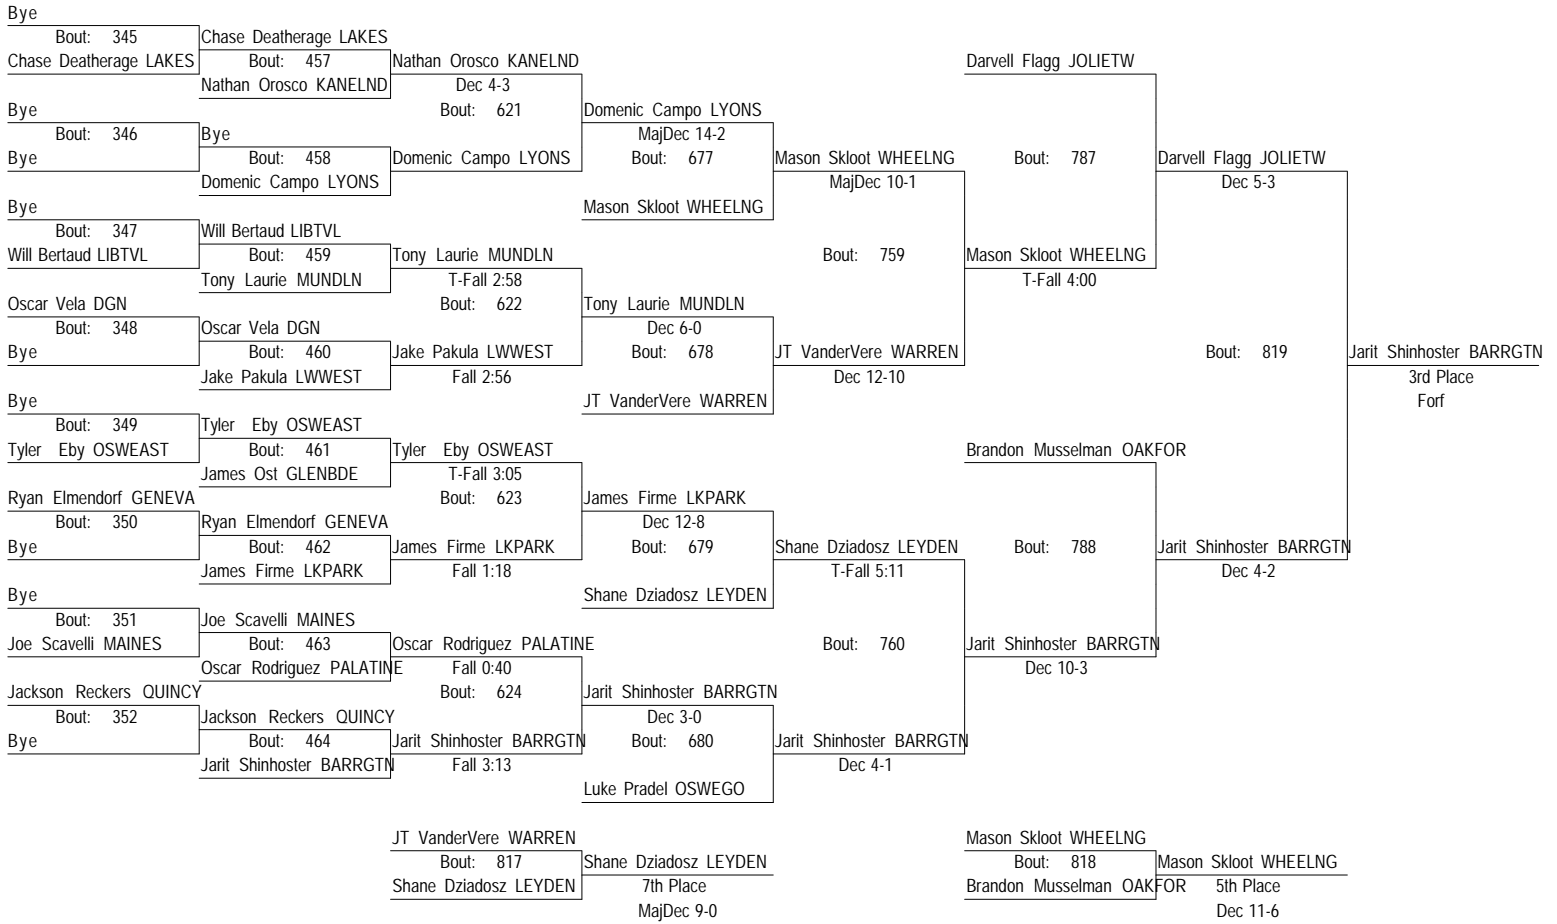 Bye
Bout: 345
Chase Deatherage LAKES
Bye
Bout: 346
Bye
Bye
Bout: 347
Will Bertaud LIBTVL
Oscar Vela DGN
Bout: 348
Bye
Bye
Bout: 349
Tyler Eby OSWEAST
Ryan Elmendorf GENEVA
Bout: 350
Bye
Bye
Bout: 351
Joe Scavelli MAINES
Jackson Reckers QUINCY
Bout: 352
Bye
Chase Deatherage LAKES
Bout: 457
Nathan Orosco KANELND
Bye
Bout: 458
Domenic Campo LYONS
Will Bertaud LIBTVL
Bout: 459
Tony Laurie MUNDLN
Oscar Vela DGN
Bout: 460
Jake Pakula LWWEST
Tyler Eby OSWEAST
Bout: 461
James Ost GLENBDE
Ryan Elmendorf GENEVA
Bout: 462
James Firme LKPARK
Joe Scavelli MAINES
Bout: 463
Oscar Rodriguez PALATINE
Jackson Reckers QUINCY
Bout: 464
Jarit Shinhoster BARRGTN
Nathan Orosco KANELND
Dec 4-3
Bout: 621
Domenic Campo LYONS
Tony Laurie MUNDLN
T-Fall 2:58
Bout: 622
Jake Pakula LWWEST
Fall 2:56
Tyler Eby OSWEAST
T-Fall 3:05
Bout: 623
James Firme LKPARK
Fall 1:18
Oscar Rodriguez PALATINE
Fall 0:40
Bout: 624
Jarit Shinhoster BARRGTN
Fall 3:13
Domenic Campo LYONS
MajDec 14-2
Bout: 677
Mason Skloot WHEELNG
Tony Laurie MUNDLN
Dec 6-0
Bout: 678
JT VanderVere WARREN
James Firme LKPARK
Dec 12-8
Bout: 679
Shane Dziadosz LEYDEN
Jarit Shinhoster BARRGTN
Dec 3-0
Bout: 680
Luke Pradel OSWEGO
Mason Skloot WHEELNG
MajDec 10-1
Bout: 759
JT VanderVere WARREN
Dec 12-10
Shane Dziadosz LEYDEN
T-Fall 5:11
Bout: 760
Jarit Shinhoster BARRGTN
Dec 4-1
Darvell Flagg JOLIETW
Bout: 787
Mason Skloot WHEELNG
T-Fall 4:00
Brandon Musselman OAKFOR
Bout: 788
Jarit Shinhoster BARRGTN
Dec 10-3
Darvell Flagg JOLIETW
Dec 5-3
Bout: 819
Jarit Shinhoster BARRGTN
Dec 4-2
Jarit Shinhoster BARRGTN
3rd Place
Forf
JT VanderVere WARREN
Bout: 817
Shane Dziadosz LEYDEN
Shane Dziadosz LEYDEN
7th Place
MajDec 9-0
Mason Skloot WHEELNG
Bout: 818
Brandon Musselman OAKFOR
Mason Skloot WHEELNG
5th Place
Dec 11-6